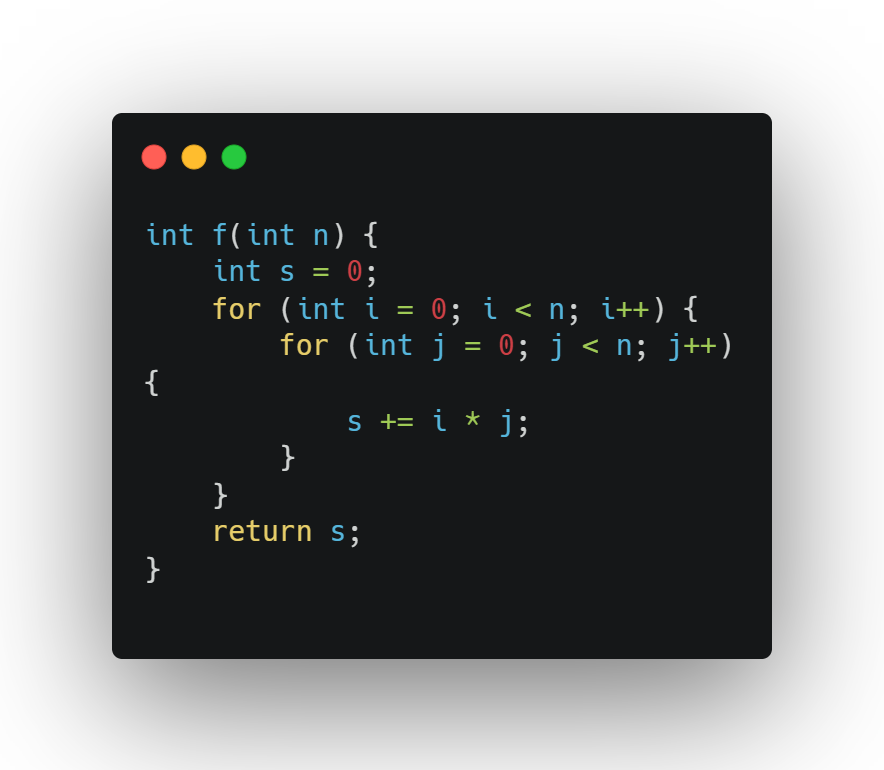 int f(int n) {
    int s = 0;
    for (int i = 0; i < n; i++) {
        for (int j = 0; j < n; j++)
{
            s += i * j;
        }
    }
    return s;
}